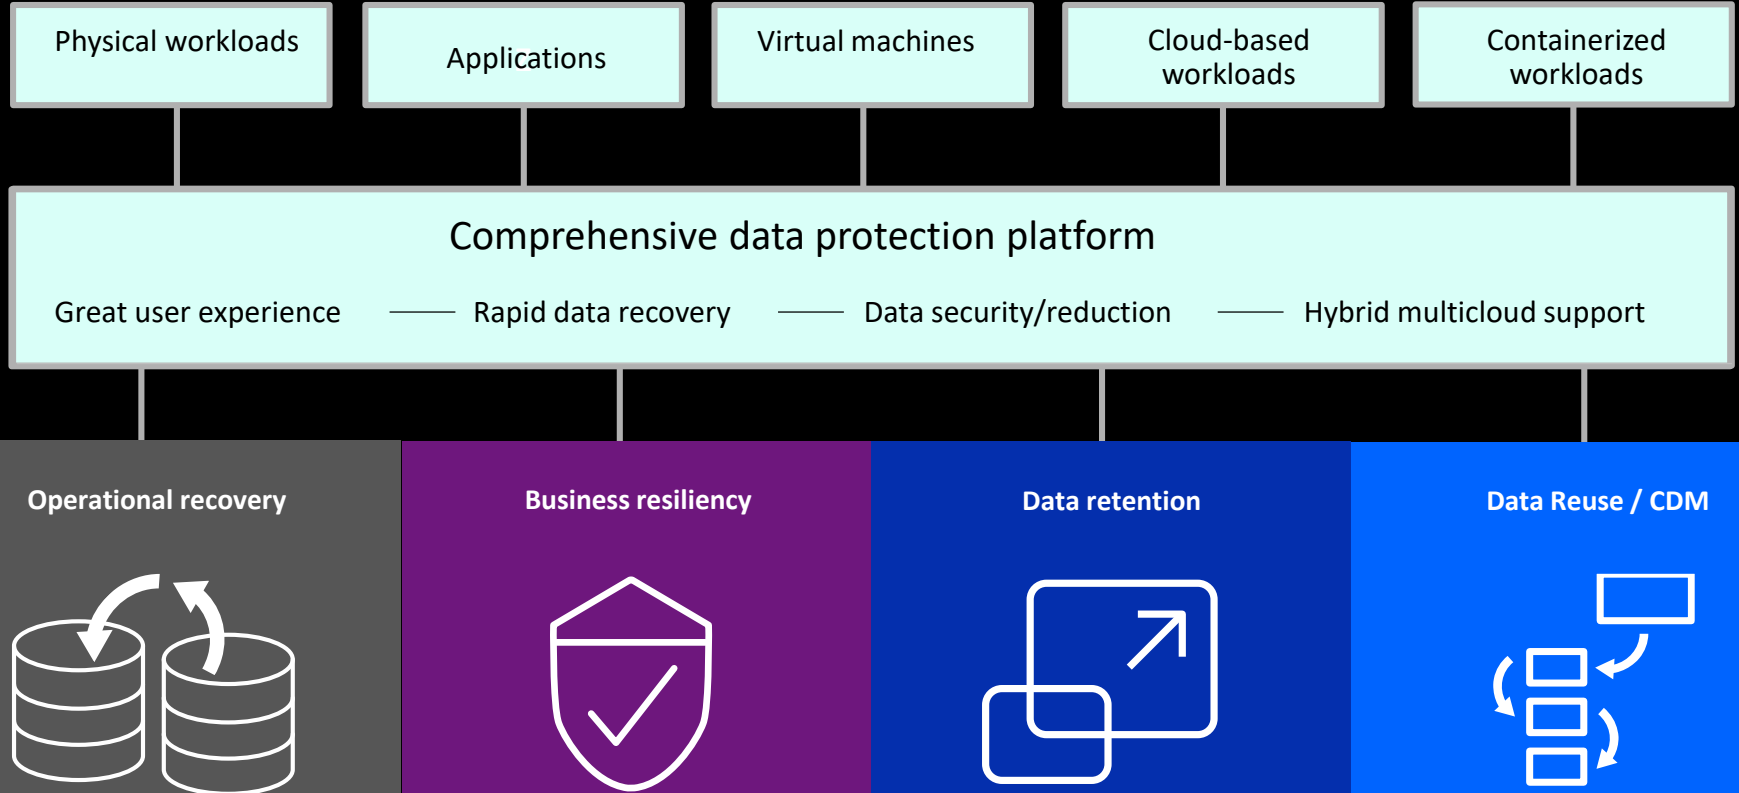 Physical workloads
Applications
Virtual machines
Cloud-based
workloads
Containerized
workloads
Comprehensive data protection platform
Great user experience
Rapid data recovery
Data security/reduction
Hybrid multicloud support
Operational recovery
Business resiliency
Data retention
Data Reuse / CDM